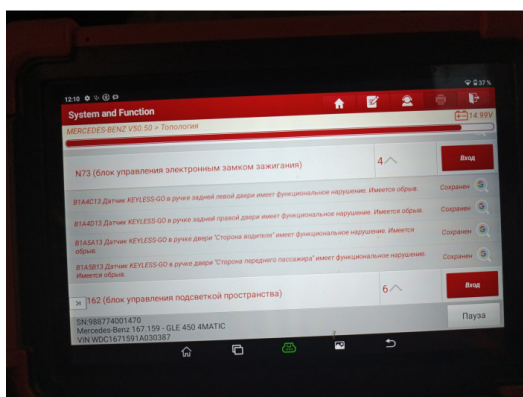 12:10
37%
System and Function
MERCEDES-BENZ V50.50 > Топология
14.99V
N73 (блок управления электронным замком зажигания)
4
Вход
B1A4C13 Датчик KEYLESS-GO в ручке задней левой двери имеет функциональное нарушение. Имеется обрыв.
Сохранен
B1A4D13 Датчик KEYLESS-GO в ручке задней правой двери имеет функциональное нарушение. Имеется обрыв.
Сохранен
B1A5A13 Датчик KEYLESS-GO в ручке двери "Сторона водителя" имеет функциональное нарушение. Имеется
обрыв.
Сохранен
B1A5B13 Датчик KEYLESS-GO в ручке двери "Сторона переднего пассажира" имеет функциональное нарушение.
Имеется обрыв.
Сохранен
162 (блок управления подсветкой пространства)
6
Вход
SN:988774001470
Mercedes-Benz 167.159 - GLE 450 4MATIC
VIN WDC1671591A030387
Пауза